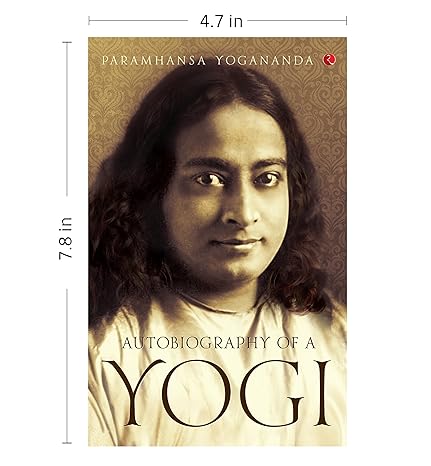 4.7 in
7.8 in
PARAMHANSA YOGANANDA
AUTOBIOGRAPHY OF A
YOGI